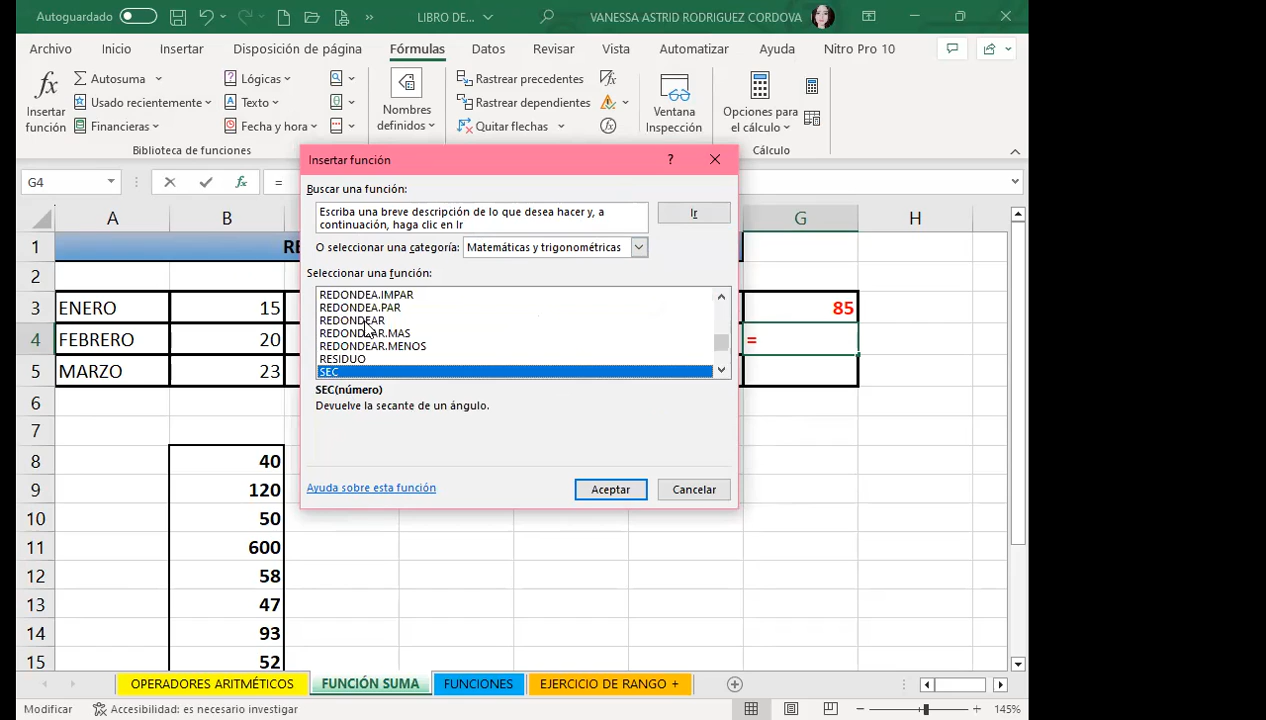 Autoguardado
LIBRO DE...
VANESSA ASTRID RODRIGUEZ CORDOVA
Archivo Inicio Insertar Disposición de página Fórmulas Datos Revisar Vista Automatizar Ayuda Nitro Pro 10
fx Autosuma Lógicas Rastrear precedentes
Insertar función
Usado recientemente Texto Nombres definidos Rastrear dependientes Ventana Inspección Opciones para el cálculo
Financieras Fecha y hora Quitar flechas
Biblioteca de funciones Cálculo
G4 fx =
Insertar función ?
Buscar una función:
Escriba una breve descripción de lo que desea hacer y, a
continuación, haga clic en Ir
Ir
O seleccionar una categoría: Matemáticas y trigonométricas
Seleccionar una función:
REDONDEA.IMPAR
REDONDEA.PAR
REDONDEAR
REDONDEAR.MAS
REDONDEAR.MENOS
RESIDUO
SEC
SEC(número)
Devuelve la secante de un ángulo.
Ayuda sobre esta función Aceptar Cancelar
A B G H
1 RE
2
3 ENERO 15 85
4 FEBRERO 20 =
5 MARZO 23
6
7
8 40
9 120
10 50
11 600
12 58
13 47
14 93
15 52
OPERADORES ARITMÉTICOS FUNCIÓN SUMA FUNCIONES EJERCICIO DE RANGO +
Modificar Accesibilidad: es necesario investigar 145%